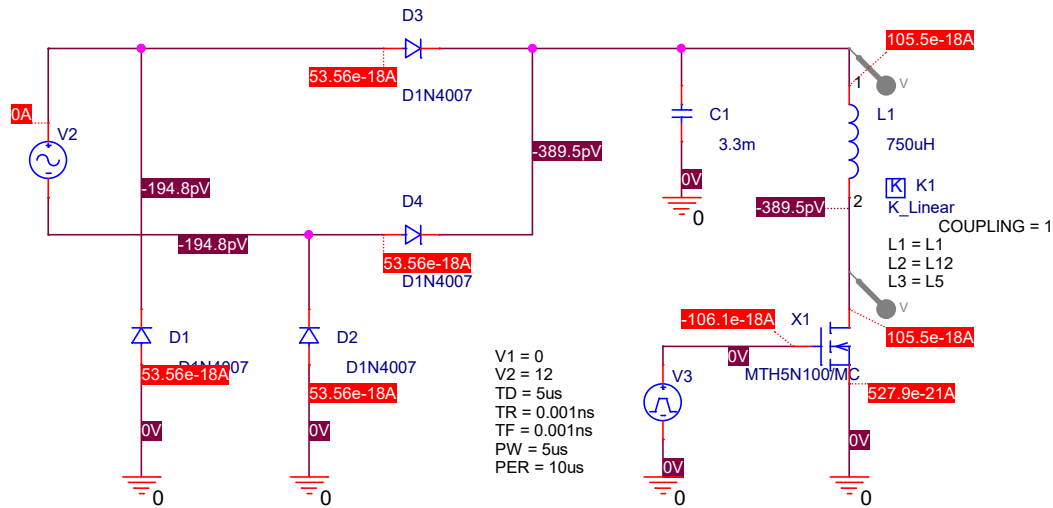 D3
105.5e-18A
V
1
53.56e-18A
D1N4007
0A
V2
C1
3.3m
L1
750uH
-389.5pV
0V
K K1
-194.8pV
D4
-389.5pV
2
K_Linear
0
COUPLING = 1
-194.8pV
L1 = L1
L2 = L12
L3 = L5
53.56e-18A
D1N4007
V
-106.1e-18A
X1
105.5e-18A
D1
D2
0V
V1 = 0
V2 = 12
TD = 5us
TR = 0.001ns
TF = 0.001ns
PW = 5us
PER = 10us
D1N4007
53.56e-18A
D1N4007
53.56e-18A
V3
MTH5N100/MC
527.9e-21A
0V
0V
0V
0V
0
0
0
0